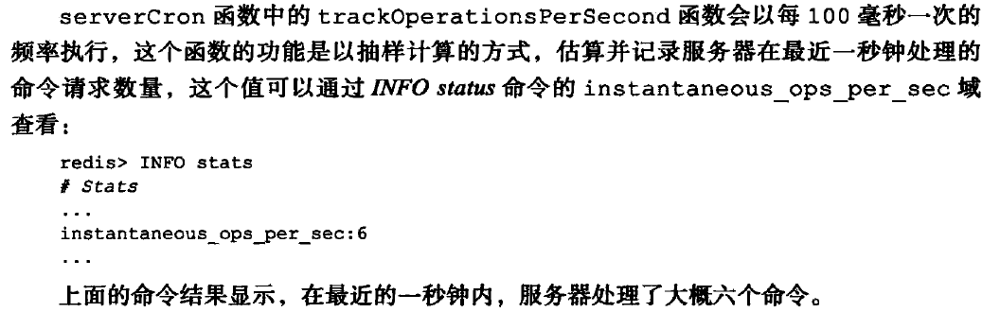 serverCron 函数中的 trackOperationsPerSecond 函数会以每 100 毫秒一次的
频率执行，这个函数的功能是以抽样计算的方式，估算并记录服务器在最近一秒钟处理的
命令请求数量，这个值可以通过 INFO status 命令的 instantaneous_ops_per_sec 域
查看：
redis> INFO stats
# Stats
...
instantaneous_ops_per_sec:6
...
上面的命令结果显示，在最近的一秒钟内，服务器处理了大概六个命令。